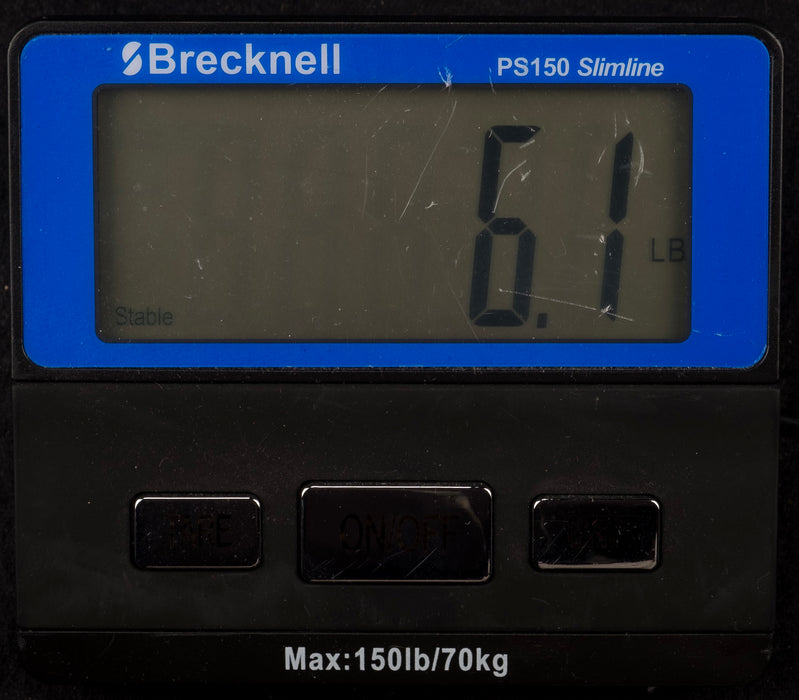 Brecknell
PS150 Slimline
6.1
LB
Stable
ON/OFF
Max:150lb/70kg